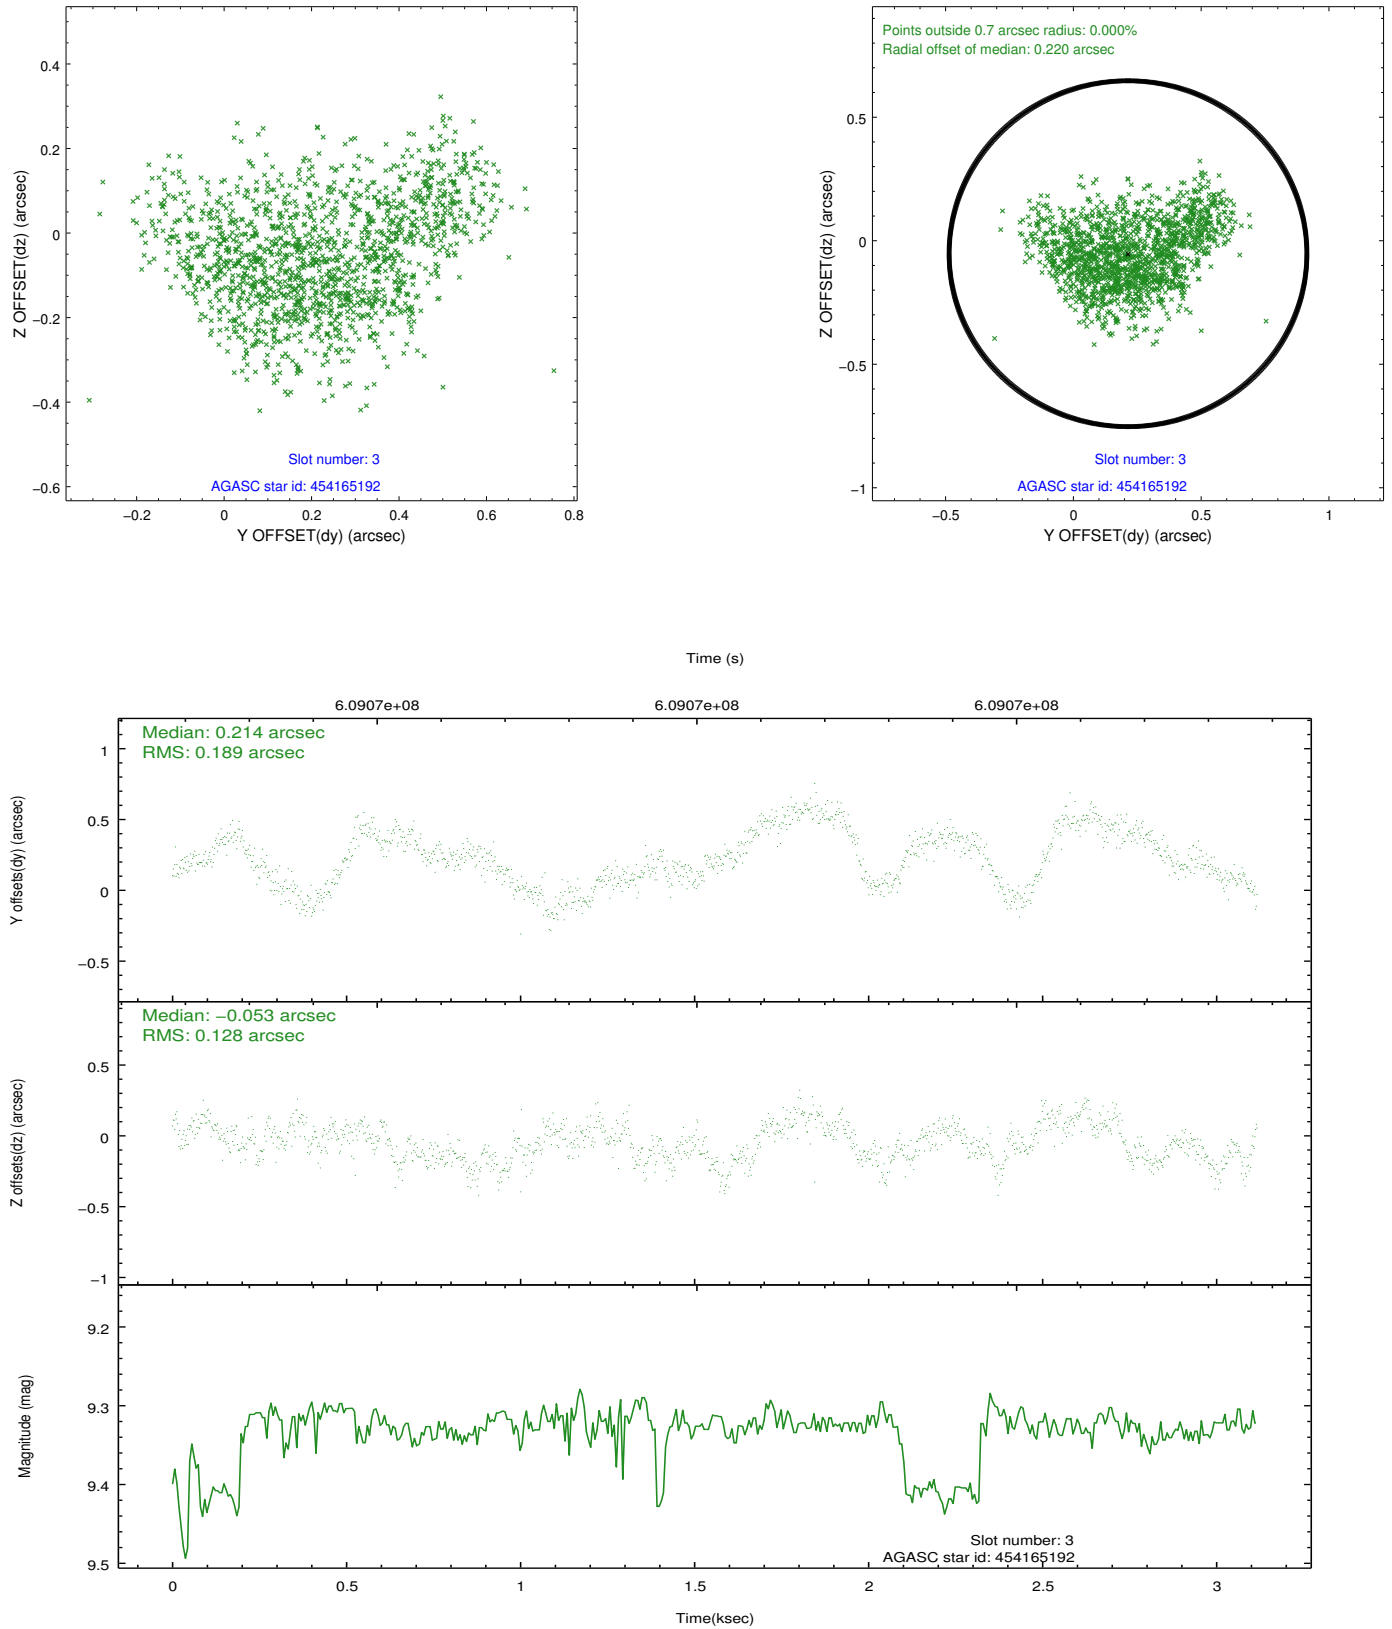 0.4
0.2
0
−0.2
−0.4
−0.6
Z OFFSET(dz) (arcsec)
Slot number: 3
AGASC star id: 454165192
−0.2 0 0.2 0.4 0.6 0.8
Y OFFSET(dy) (arcsec)
Points outside 0.7 arcsec radius: 0.000%
Radial offset of median: 0.220 arcsec
0.5
0
−0.5
−1
Z OFFSET(dz) (arcsec)
Slot number: 3
AGASC star id: 454165192
−0.5 0 0.5 1
Y OFFSET(dy) (arcsec)
Time (s)
6.0907e+08 6.0907e+08 6.0907e+08
Median: 0.214 arcsec
RMS: 0.189 arcsec
1
0.5
0
−0.5
Y offsets(dy) (arcsec)
Median: −0.053 arcsec
RMS: 0.128 arcsec
0.5
0
−0.5
−1
Z offsets(dz) (arcsec)
9.2
9.3
9.4
9.5
Magnitude (mag)
Slot number: 3
AGASC star id: 454165192
0 0.5 1 1.5 2 2.5 3
Time(ksec)